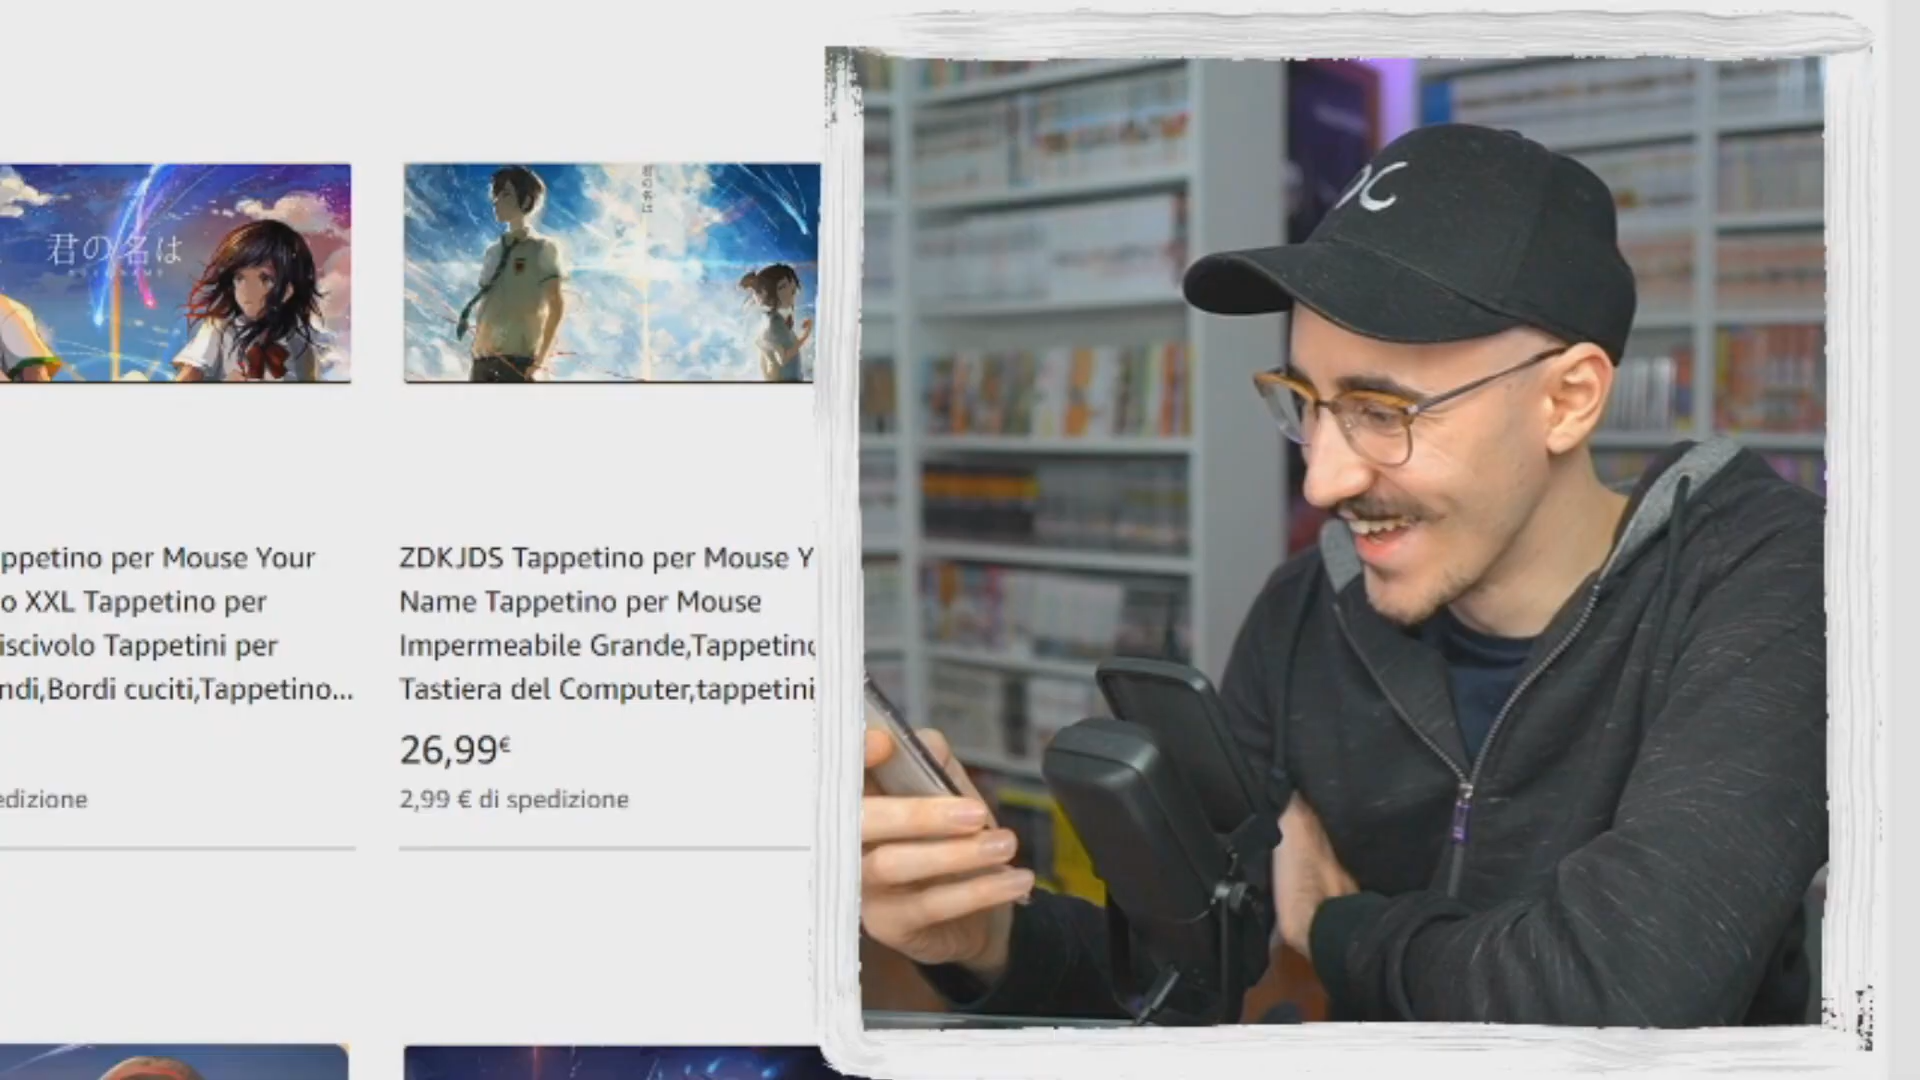 君の名は
君の名は
ppetino per Mouse Your
o XXL Tappetino per
iscivolo Tappetini per
ndi,Bordi cuciti,Tappetino...
edizione
ZDKJDS Tappetino per Mouse Y
Name Tappetino per Mouse
Impermeabile Grande,Tappetino
Tastiera del Computer,tappetini
26,99€
2,99 € di spedizione